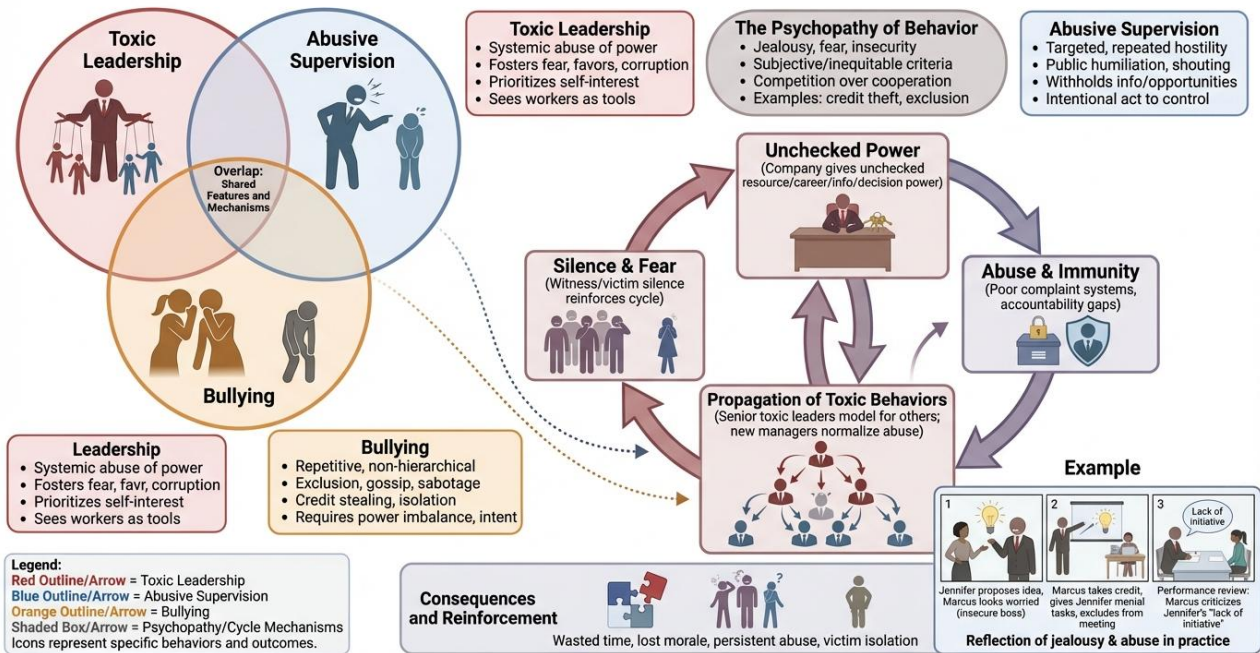 Toxic
Leadership
Abusive
Supervision
Overlap:
Shared
Features and
Mechanisms
Bullying
Toxic Leadership
• Systemic abuse of power
• Fosters fear, favors, corruption
• Prioritizes self-interest
• Sees workers as tools
The Psychopathy of Behavior
• Jealousy, fear, insecurity
• Subjective/inequitable criteria
• Competition over cooperation
• Examples: credit theft, exclusion
Abusive Supervision
• Targeted, repeated hostility
• Public humiliation, shouting
• Withholds info/opportunities
• Intentional act to control
Unchecked Power
(Company gives unchecked
resource/career/info/decision power)
Silence & Fear
(Witness/victim silence
reinforces cycle)
Abuse & Immunity
(Poor complaint systems,
accountability gaps)
Propagation of Toxic Behaviors
(Senior toxic leaders model for others;
new managers normalize abuse)
Leadership
• Systemic abuse of power
• Fosters fear, favr, corruption
• Prioritizes self-interest
• Sees workers as tools
Bullying
• Repetitive, non-hierarchical
• Exclusion, gossip, sabotage
• Credit stealing, isolation
• Requires power imbalance, intent
Legend:
Red Outline/Arrow = Toxic Leadership
Blue Outline/Arrow = Abusive Supervision
Orange Outline/Arrow = Bullying
Shaded Box/Arrow = Psychopathy/Cycle Mechanisms
Icons represent specific behaviors and outcomes.
Consequences
and Reinforcement
?
Wasted time, lost morale, persistent abuse, victim isolation
Example
1
2
3
Lack of
initiative
Jennifer proposes idea,
Marcus looks worried
(insecure boss)
Marcus takes credit,
gives Jennifer menial
tasks, excludes from
meeting
Performance review:
Marcus criticizes
Jennifer's "lack of
initiative"
Reflection of jealousy & abuse in practice